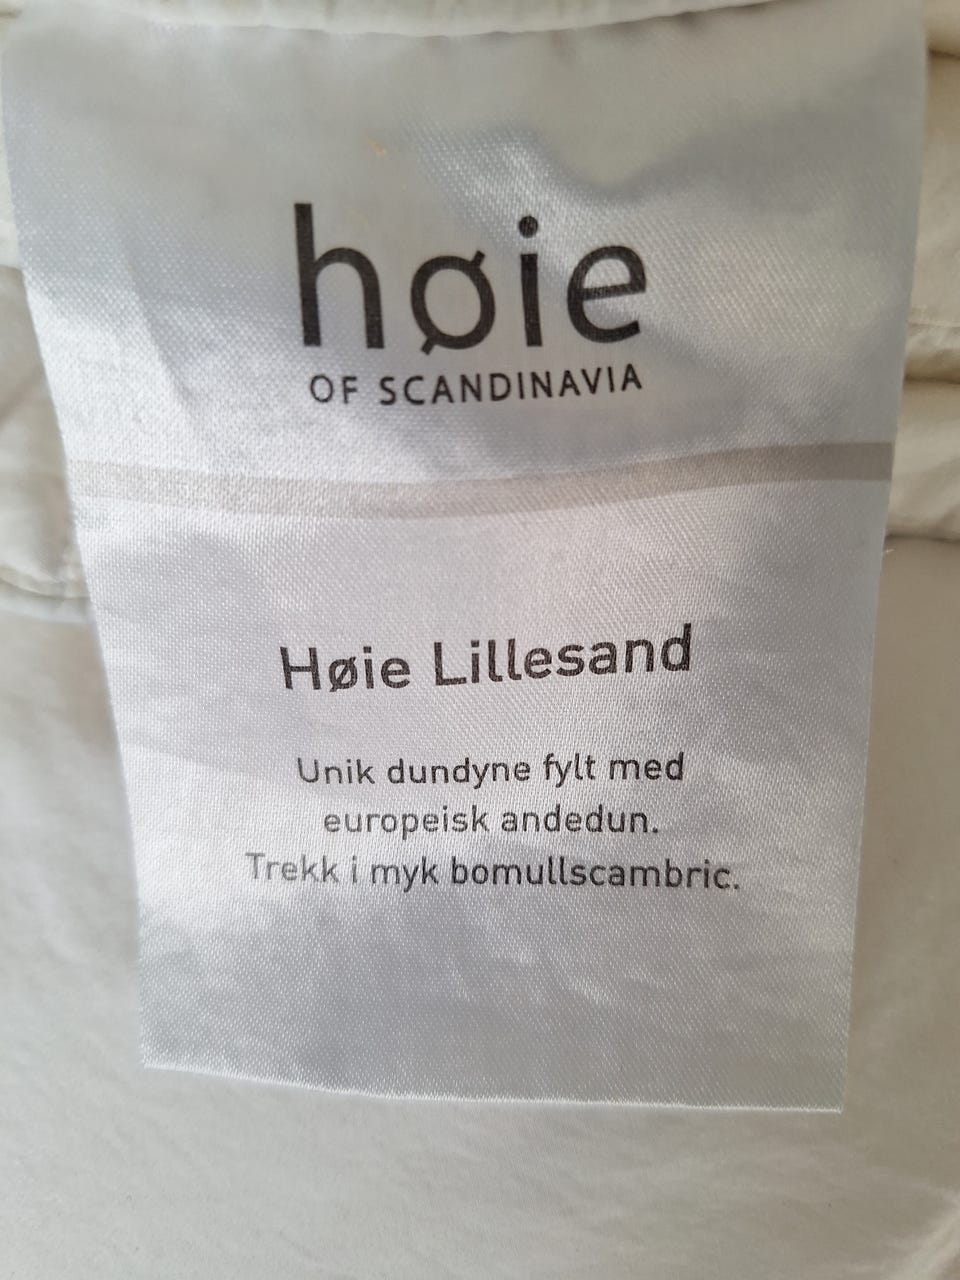 høie
OF SCANDINAVIA
Høie Lillesand
Unik dundyne fylt med
europeisk andedun.
Trekk i myk bomullscambric.